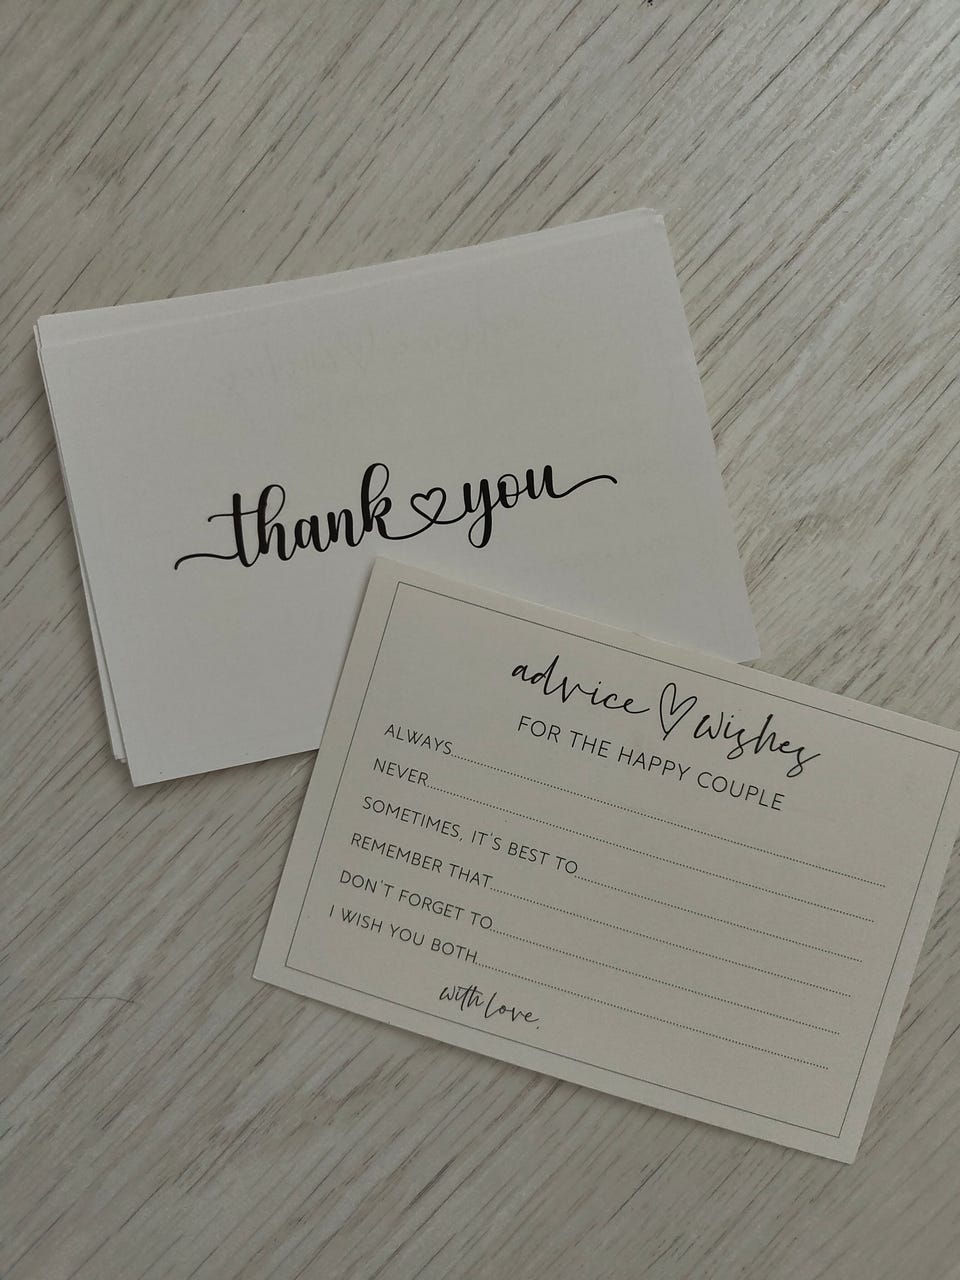 thank you
advice wishes
FOR THE HAPPY COUPLE
ALWAYS
NEVER
SOMETIMES, IT'S BEST TO
REMEMBER THAT
DON'T FORGET TO
I WISH YOU BOTH
with love,